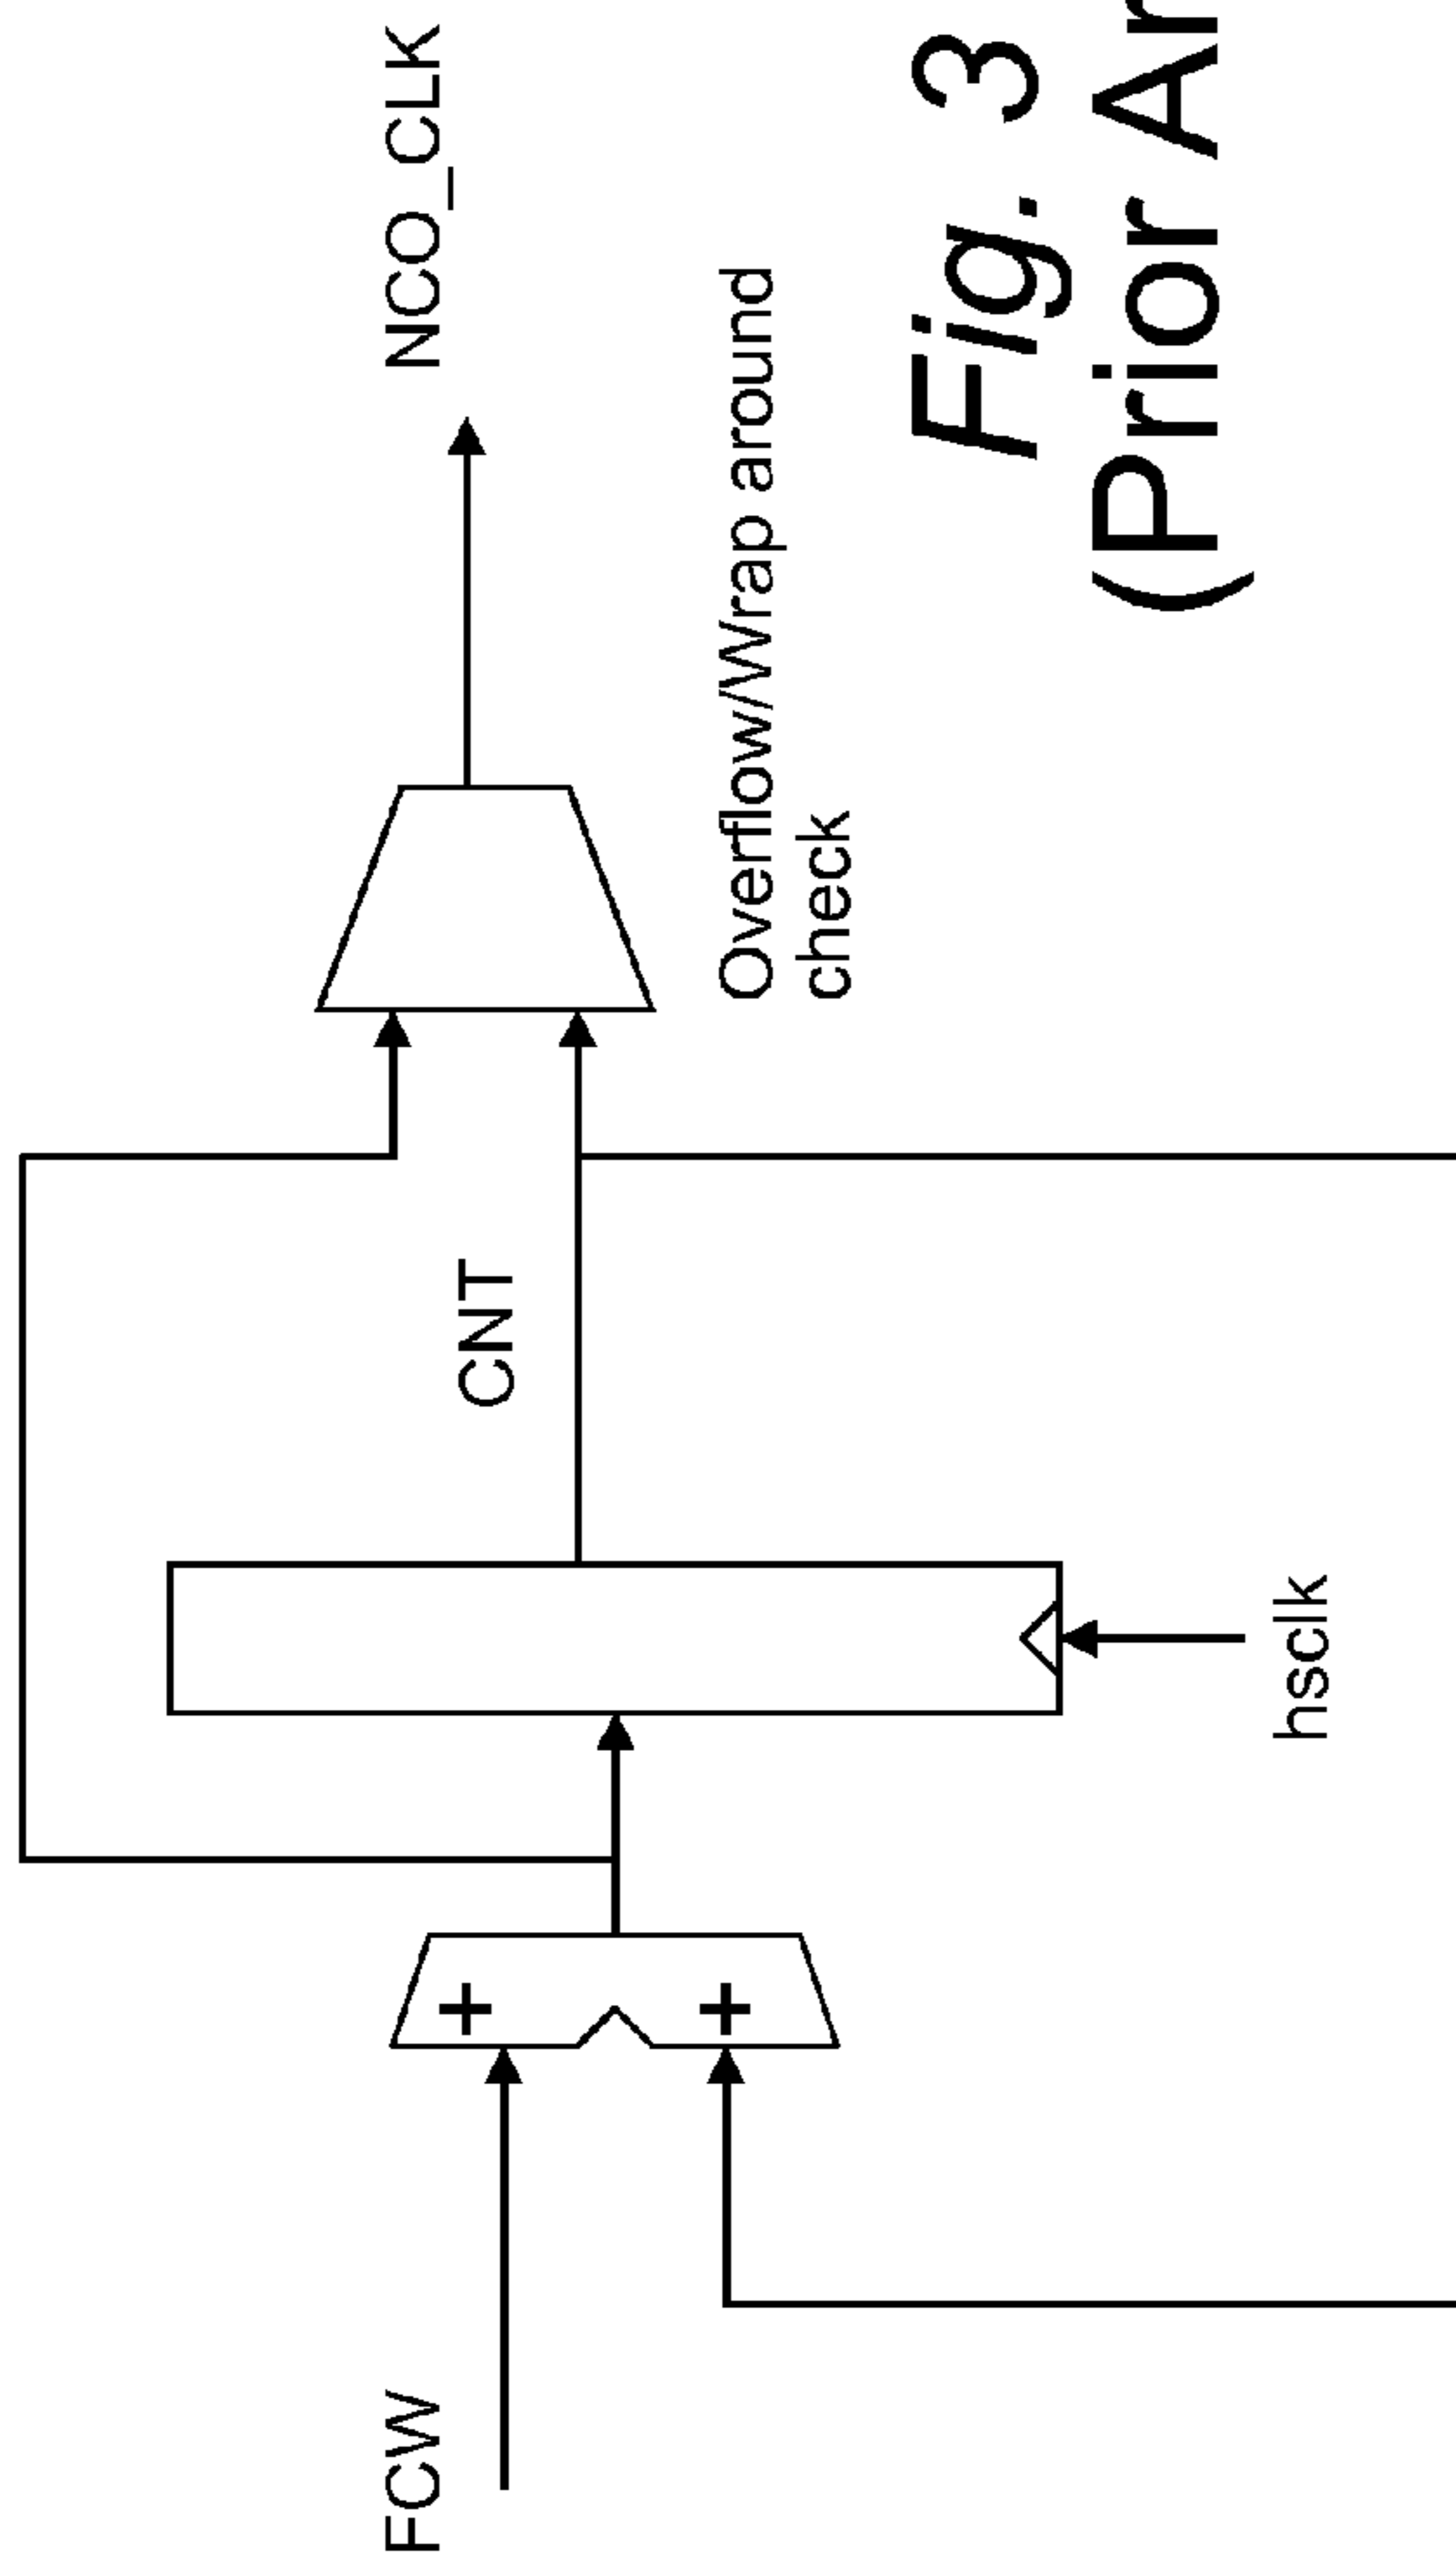 FCW
+
+
hsclk
CNT
Overflow/Wrap around
check
NCO_CLK
Fig. 3
(Prior Ar